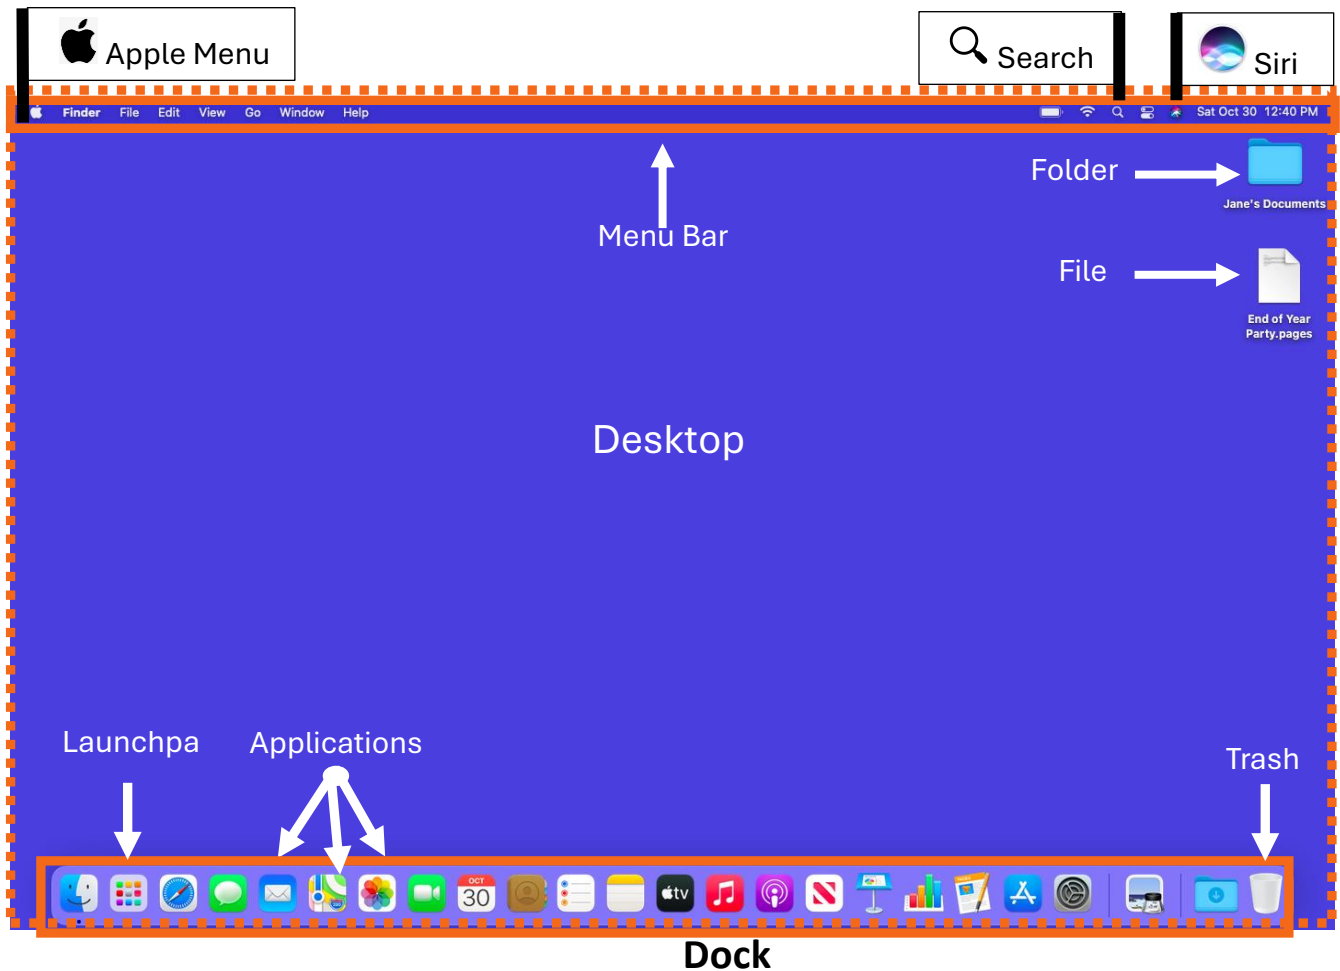 Apple Menu
Search
Siri
Finder File Edit View Go Window Help
Sat Oct 30 12:40 PM
Folder
Jane's Documents
Menu Bar
File
End of Year
Party.pages
Desktop
Launchpa
Applications
Trash
OCT
30
tv
Dock